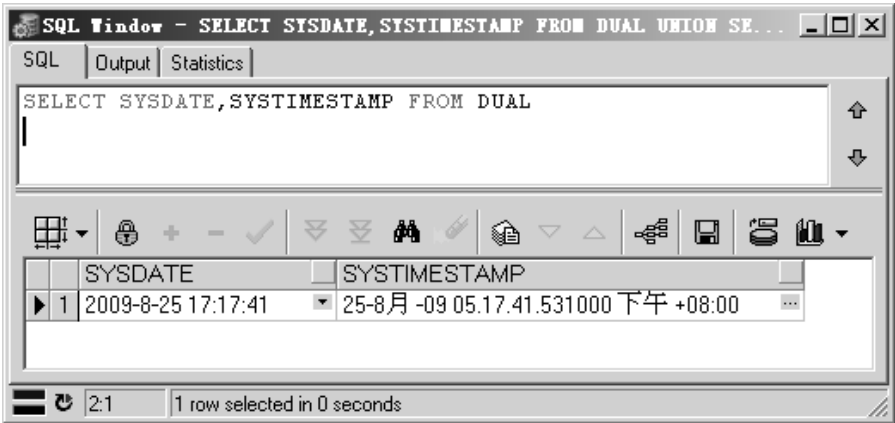 SQL Window - SELECT SYSDATE,SYSTIMESTAMP FROM DUAL UNION SE...
SQL Output Statistics
SELECT SYSDATE,SYSTIMESTAMP FROM DUAL
SYSDATE SYSTIMESTAMP
1 2009-8-25 17:17:41 25-8月 -09 05.17.41.531000 下午 +08:00
2:1 1 row selected in 0 seconds